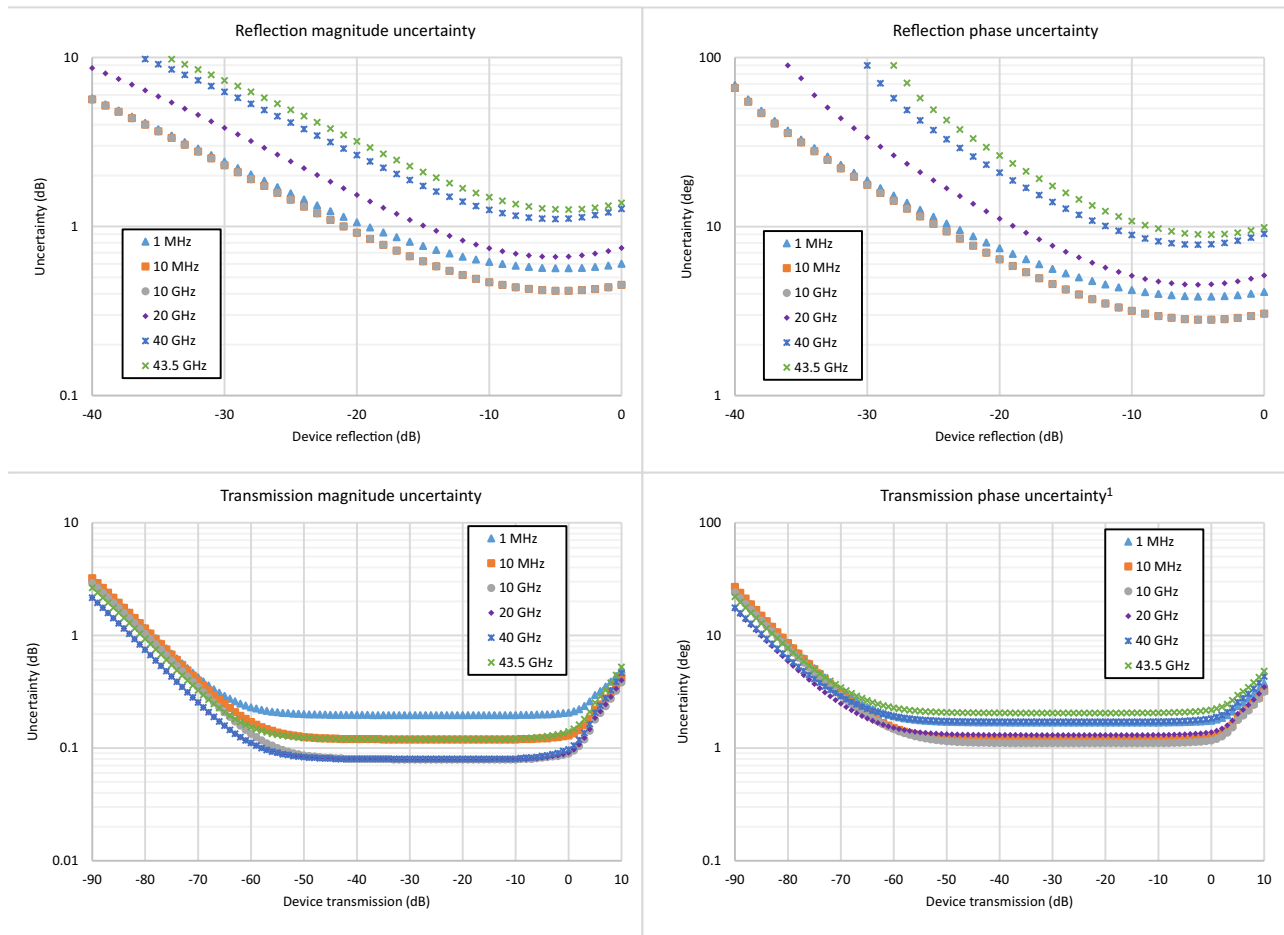 Reflection magnitude uncertainty
10
1
0.1
Uncertainty (dB)
1 MHz
10 MHz
10 GHz
20 GHz
40 GHz
43.5 GHz
-40 -30 -20 -10 0
Device reflection (dB)
Reflection phase uncertainty
100
10
1
Uncertainty (deg)
1 MHz
10 MHz
10 GHz
20 GHz
40 GHz
43.5 GHz
-40 -30 -20 -10 0
Device reflection (dB)
Transmission magnitude uncertainty
10
1
0.1
0.01
Uncertainty (dB)
1 MHz
10 MHz
10 GHz
20 GHz
40 GHz
43.5 GHz
-90 -80 -70 -60 -50 -40 -30 -20 -10 0 10
Device transmission (dB)
Transmission phase uncertainty¹
100
10
1
0.1
Uncertainty (deg)
1 MHz
10 MHz
10 GHz
20 GHz
40 GHz
43.5 GHz
-90 -80 -70 -60 -50 -40 -30 -20 -10 0 10
Device transmission (dB)